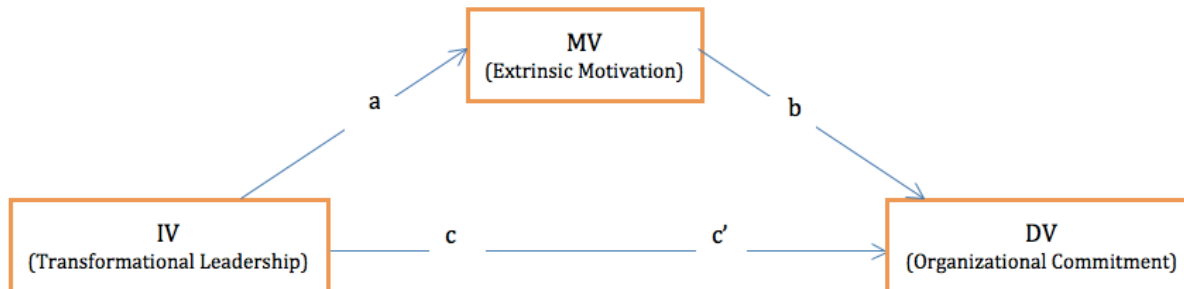 MV
(Extrinsic Motivation)
a
b
IV
(Transformational Leadership)
c
c’
DV
(Organizational Commitment)